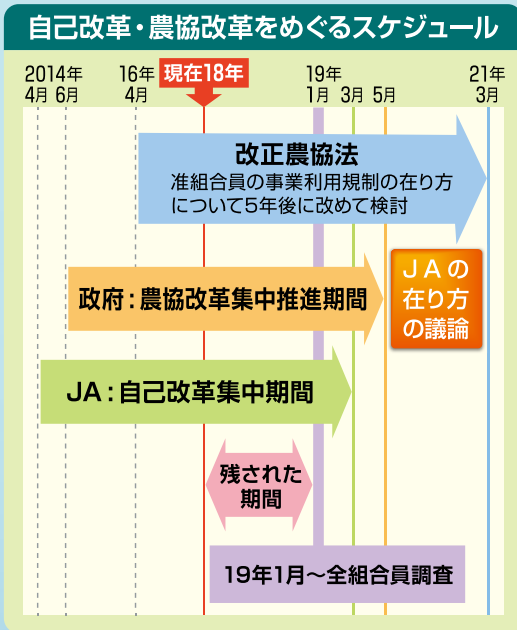 自己改革・農協改革をめぐるスケジュール
2014年 16年 現在18年 19年 21年
4月 6月 4月 1月 3月 5月 3月
改正農協法
准組合員の事業利用規制の在り方
について5年後に改めて検討
政府：農協改革集中推進期間
JAの
在り方
の議論
JA：自己改革集中期間
残された
期間
19年1月～全組合員調査